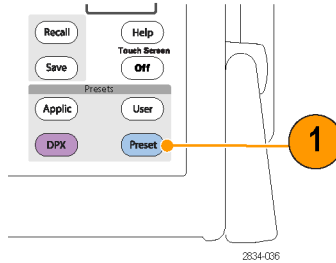 Recall
Help
Touch Screen
Save
Off
Presets
Applic
User
DPX
Preset
1
2834-036